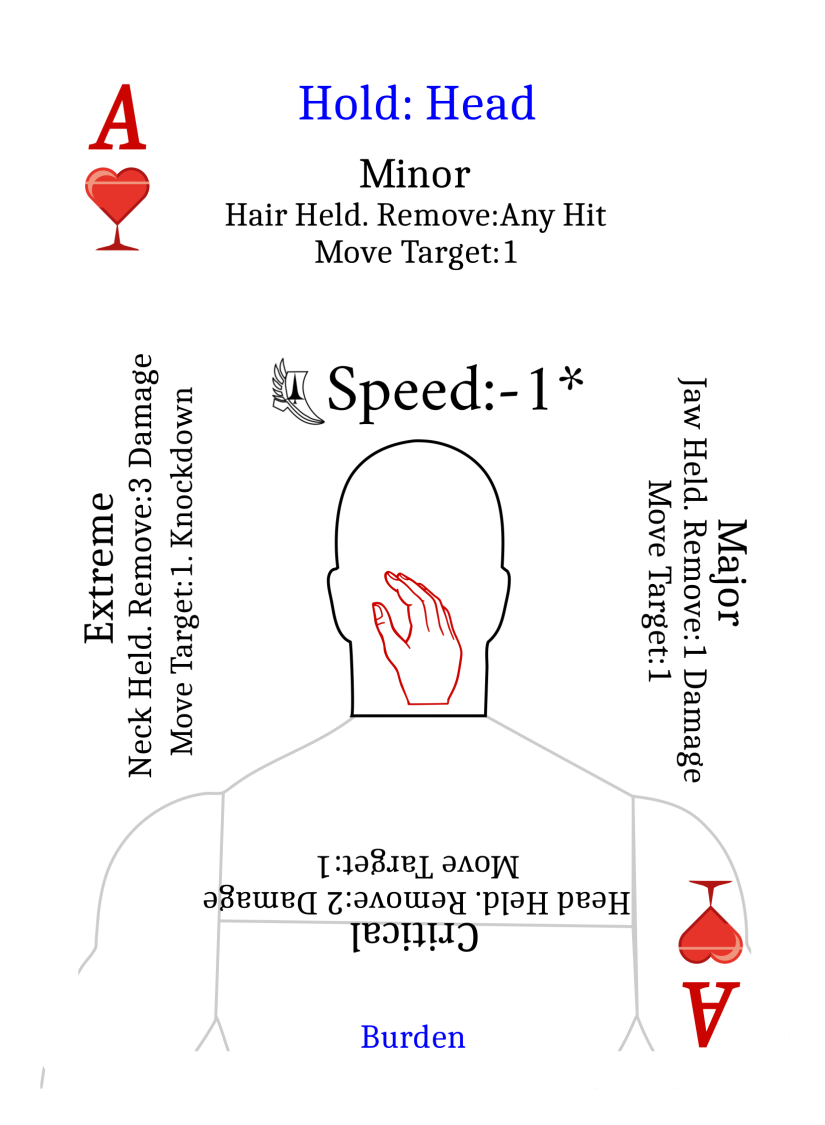 A
Hold: Head
Minor
Hair Held. Remove:Any Hit
Move Target:1
Speed:-1*
Extreme
Neck Held. Remove:3 Damage
Move Target:1. Knockdown
Major
Jaw Held. Remove:1 Damage
Move Target:1
Critical
Head Held. Remove:2 Damage
Move Target:1
Burden
A